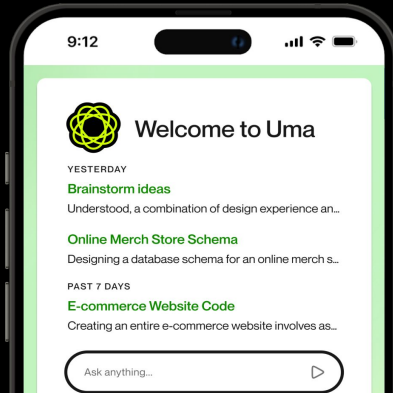 9:12
Welcome to Uma
YESTERDAY
Brainstorm ideas
Understood, a combination of design experience an...
Online Merch Store Schema
Designing a database schema for an online merch s...
PAST 7 DAYS
E-commerce Website Code
Creating an entire e-commerce website involves as...
Ask anything...